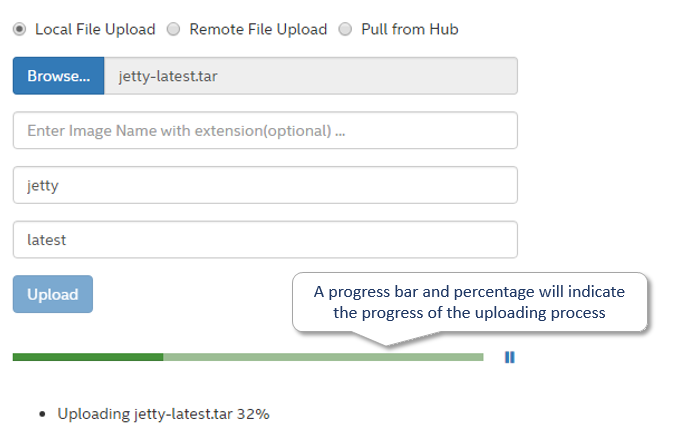 Local File Upload Remote File Upload Pull from Hub
Browse... jetty-latest.tar
Enter Image Name with extension(optional) ...
jetty
latest
Upload
A progress bar and percentage will indicate
the progress of the uploading process
• Uploading jetty-latest.tar 32%